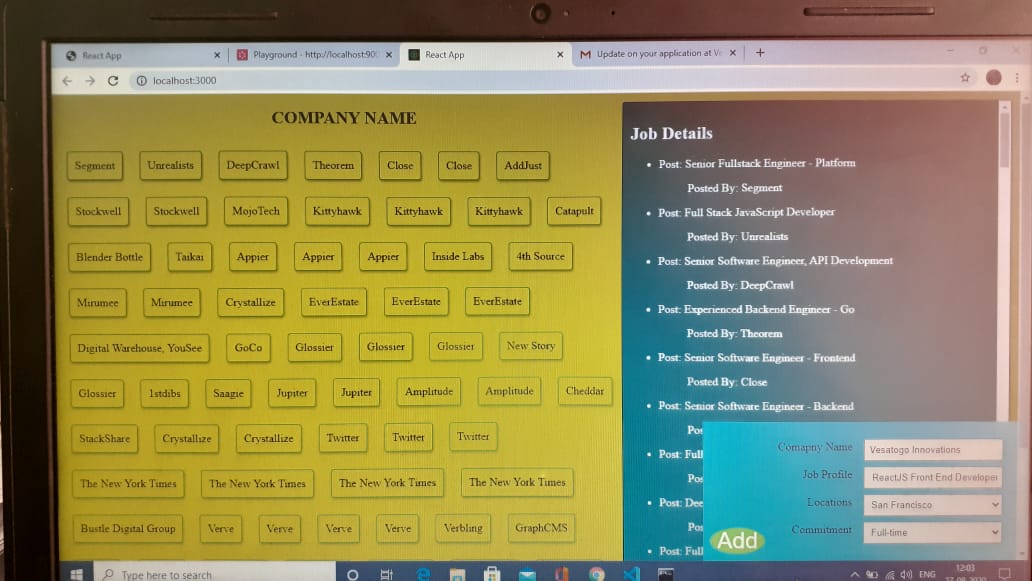 React App
Playground - http://localhost:900
React App
Update on your application at Ve
localhost:3000
COMPANY NAME
Segment Unrealists DeepCrawl Theorem Close Close AddJust
Stockwell Stockwell MojoTech Kittyhawk Kittyhawk Kittyhawk Catapult
Blender Bottle Taikai Appier Appier Appier Inside Labs 4th Source
Mirumee Mirumee Crystallize EverEstate EverEstate EverEstate
Digital Warehouse, YouSee GoCo Glossier Glossier Glossier New Story
Glossier 1stdibs Saagie Jupiter Jupiter Amplitude Amplitude Cheddar
StackShare Crystallize Crystallize Twitter Twitter Twitter
The New York Times The New York Times The New York Times The New York Times
Bustle Digital Group Verve Verve Verve Verve Verbling GraphCMS
Job Details
Post: Senior Fullstack Engineer - Platform
Posted By: Segment
Post: Full Stack JavaScript Developer
Posted By: Unrealists
Post: Senior Software Engineer, API Development
Posted By: DeepCrawl
Post: Experienced Backend Engineer - Go
Posted By: Theorem
Post: Senior Software Engineer - Frontend
Posted By: Close
Post: Senior Software Engineer - Backend
Pos
Post: Full
Pos
Post: Dee
Pos
Post: Full
Comapny Name Vesatogo Innovations
Job Profile ReactJS Front End Developer
Locations San Francisco
Commitment Full-time
Add
Type here to search
ENG
12:03